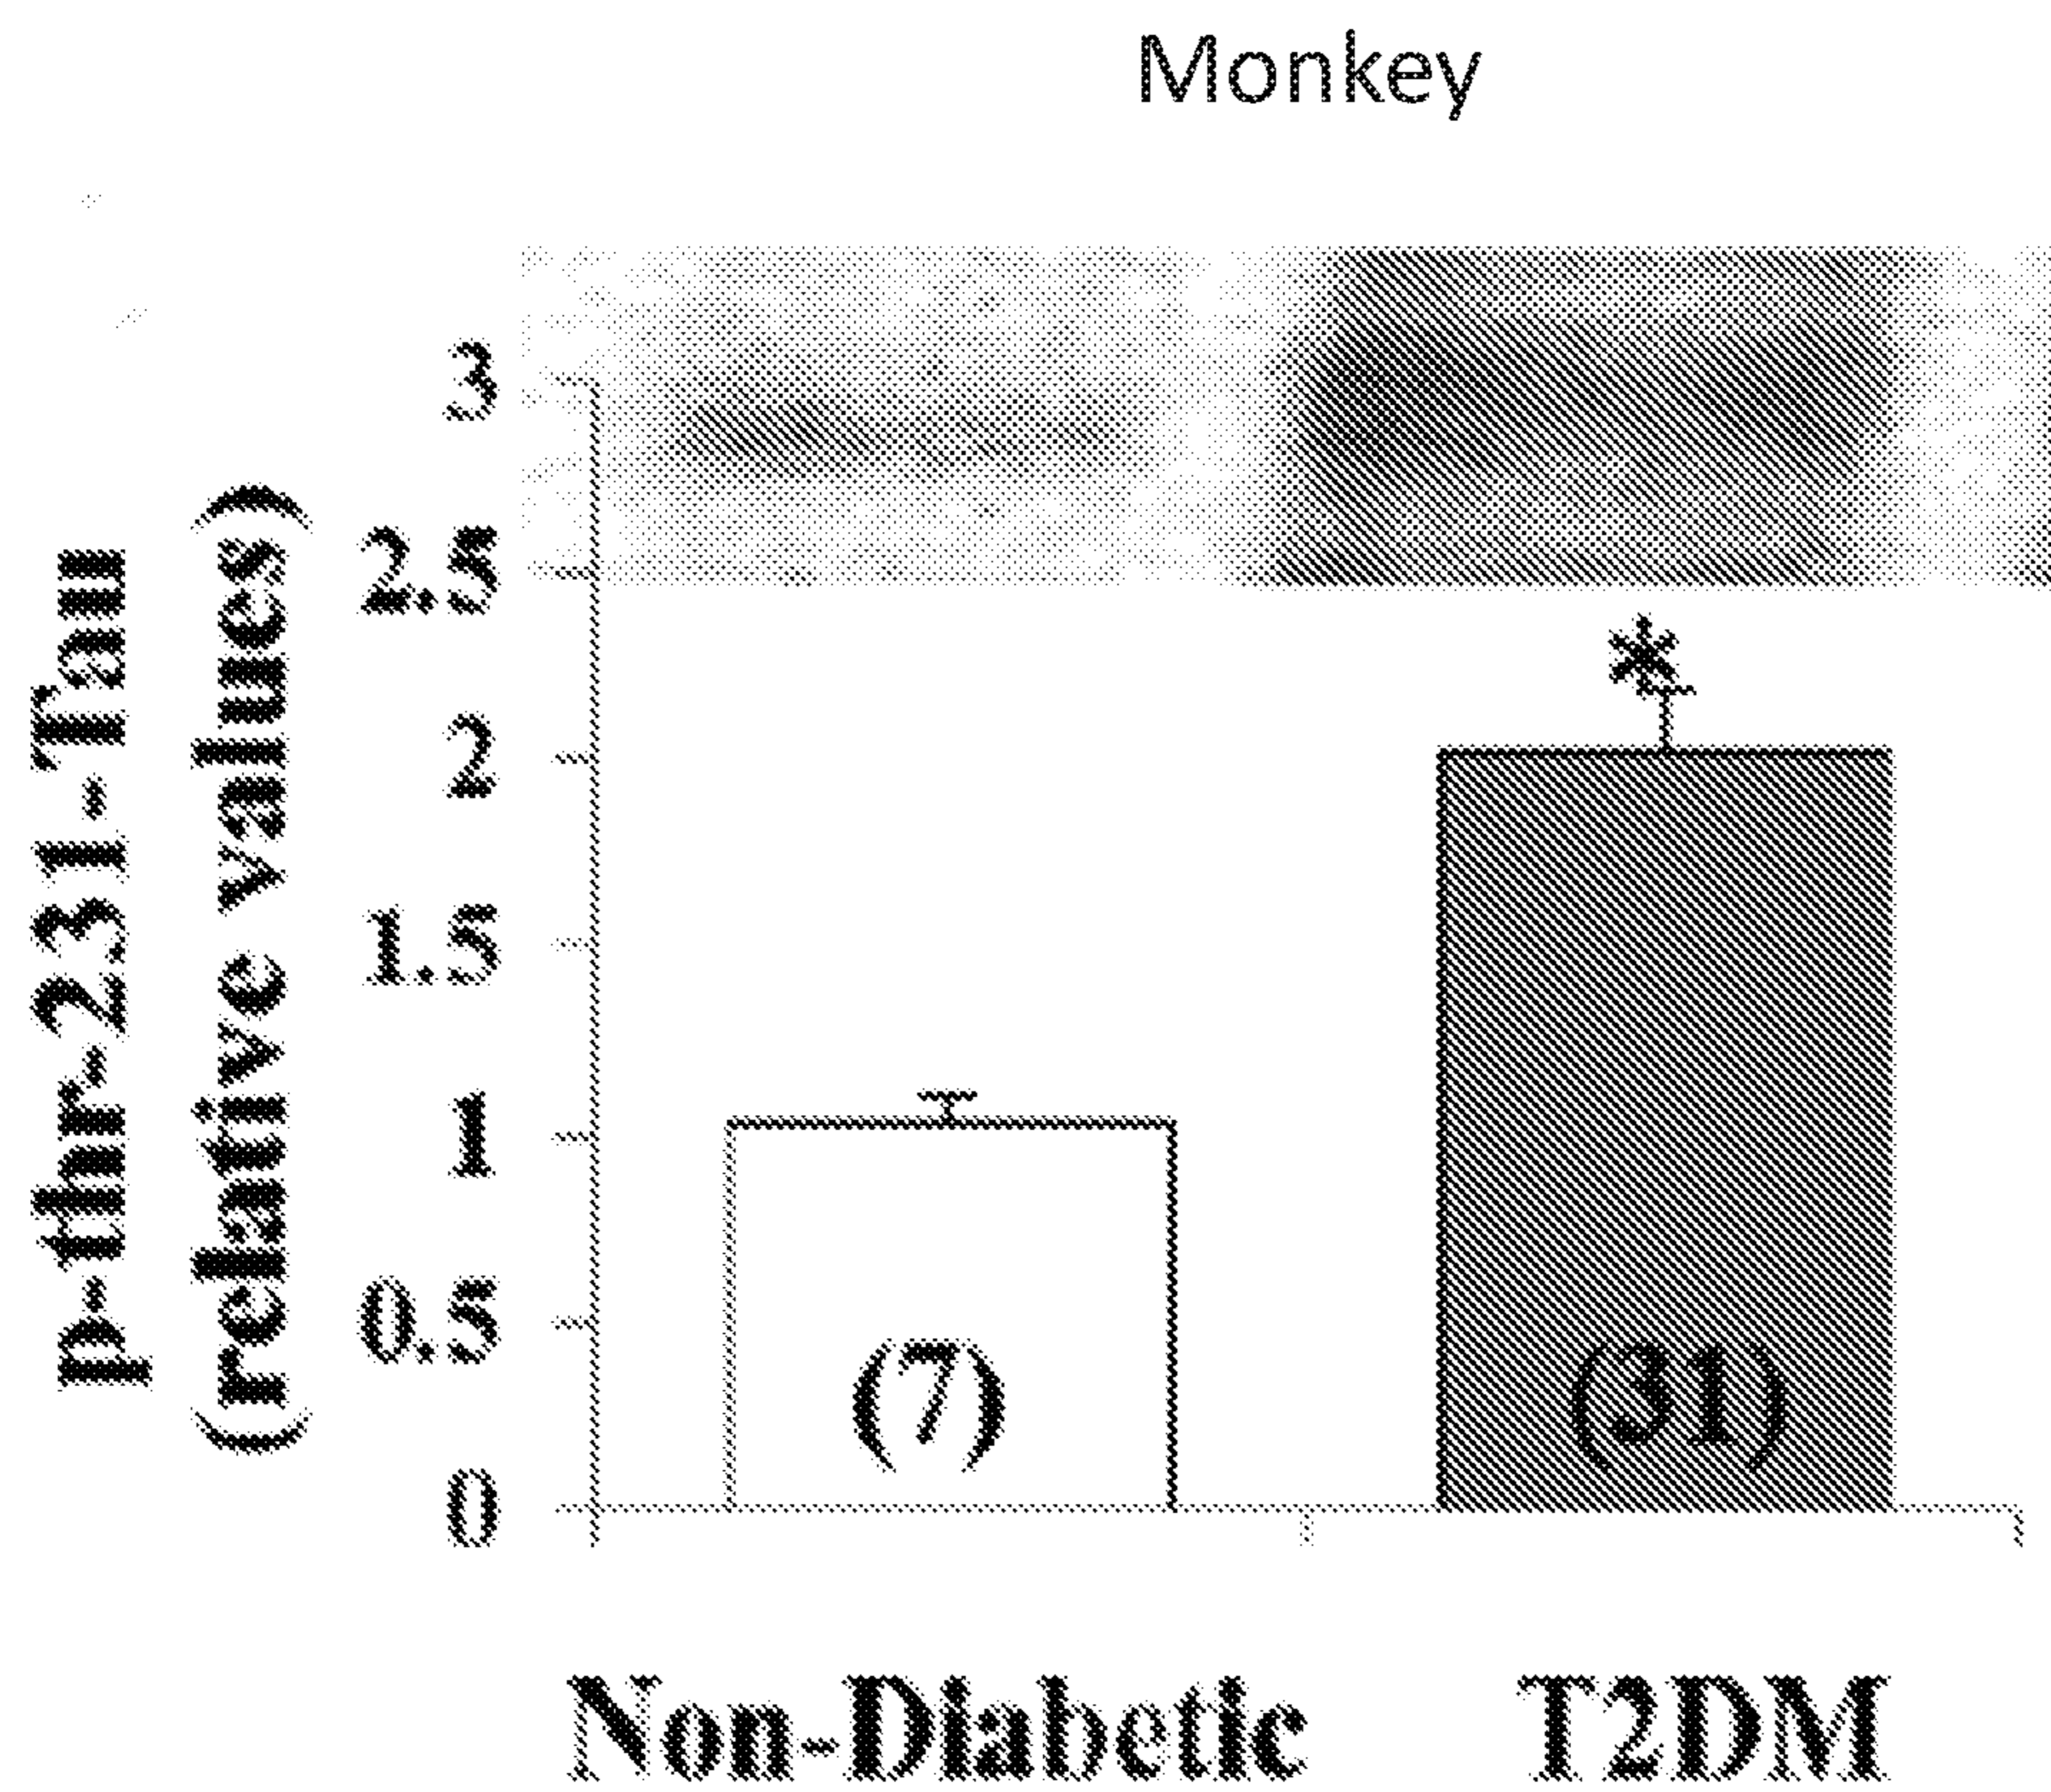 Monkey
p-thr-231-Tau
(relative values)
3
2.5
2
1.5
1
0.5
0
*
(7)
(31)
Non-Diabetic
T2DM